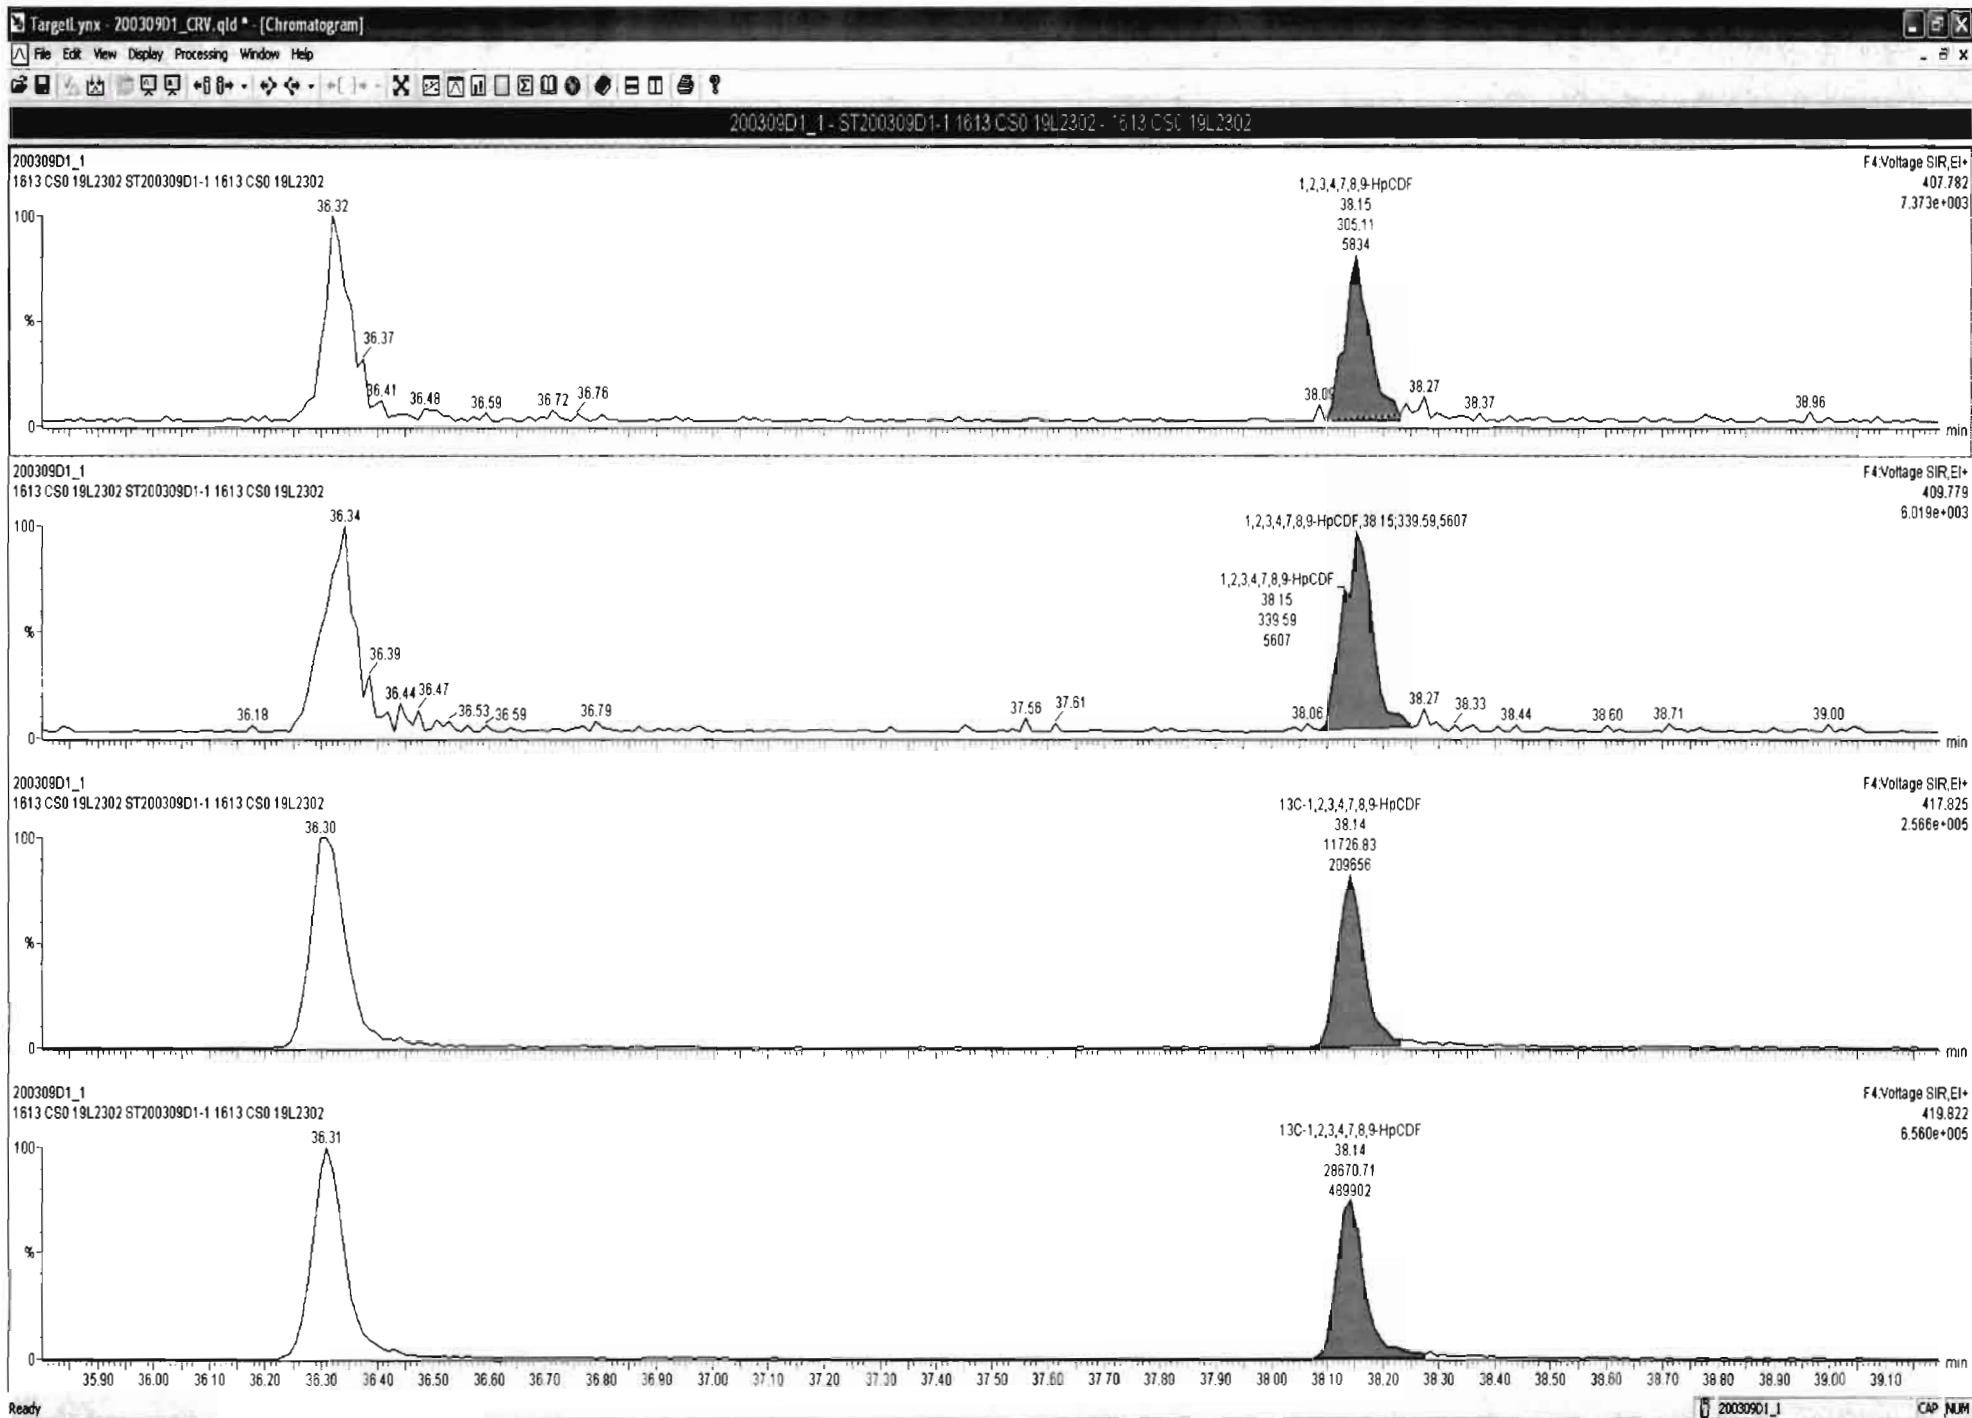 TargetLynx - 200309D1_CRV.qld * - [Chromatogram]
File Edit View Display Processing Window Help
200309D1_1 - ST200309D1-1 1613 CS0 19L2302 - 1613 CS0 19L2302
200309D1_1
1613 CS0 19L2302 ST200309D1-1 1613 CS0 19L2302
F4:Voltage SIR,EI+
407.782
7.373e+003
1,2,3,4,7,8,9-HpCDF
38.15
305.11
5834
100
%
0
36.32
36.37
36.41
36.48
36.59
36.72
36.76
38.09
38.27
38.37
38.96
min
200309D1_1
1613 CS0 19L2302 ST200309D1-1 1613 CS0 19L2302
F4:Voltage SIR,EI+
409.779
6.019e+003
1,2,3,4,7,8,9-HpCDF,38.15;339.59,5607
1,2,3,4,7,8,9-HpCDF
38.15
339.59
5607
100
%
0
36.34
36.39
36.18
36.44
36.47
36.53
36.59
36.79
37.56
37.61
38.06
38.27
38.33
38.44
38.60
38.71
39.00
min
200309D1_1
1613 CS0 19L2302 ST200309D1-1 1613 CS0 19L2302
F4:Voltage SIR,EI+
417.825
2.566e+005
13C-1,2,3,4,7,8,9-HpCDF
38.14
11726.83
209656
100
%
0
36.30
min
200309D1_1
1613 CS0 19L2302 ST200309D1-1 1613 CS0 19L2302
F4:Voltage SIR,EI+
419.822
6.560e+005
13C-1,2,3,4,7,8,9-HpCDF
38.14
28670.71
489902
100
%
0
36.31
min
35.90 36.00 36.10 36.20 36.30 36.40 36.50 36.60 36.70 36.80 36.90 37.00 37.10 37.20 37.30 37.40 37.50 37.60 37.70 37.80 37.90 38.00 38.10 38.20 38.30 38.40 38.50 38.60 38.70 38.80 38.90 39.00 39.10
Ready
200309D1_1
CAP NUM